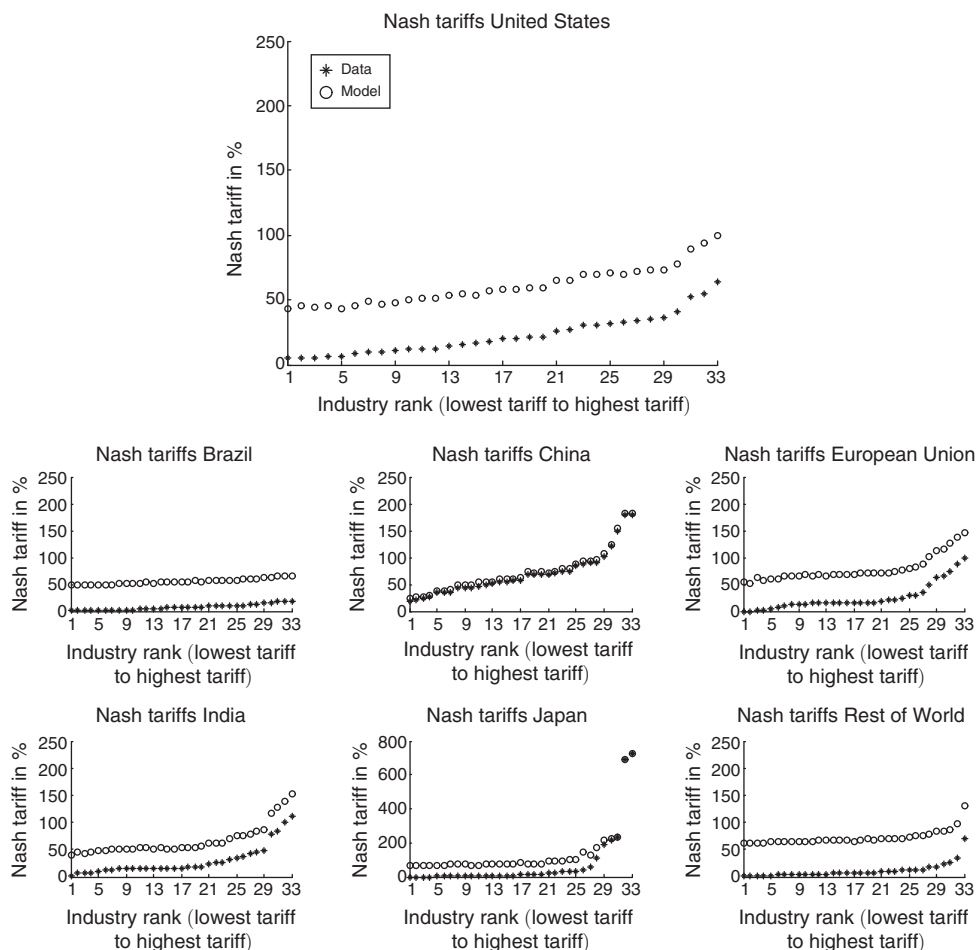 Nash tariffs United States
250
200
150
100
50
0
Nash tariff in %
Data
Model
1 5 9 13 17 21 25 29 33
Industry rank (lowest tariff to highest tariff)
Nash tariffs Brazil
250
200
150
100
50
0
Nash tariff in %
1 5 9 13 17 21 25 29 33
Industry rank (lowest tariff
to highest tariff)
Nash tariffs China
250
200
150
100
50
0
Nash tariff in %
1 5 9 13 17 21 25 29 33
Industry rank (lowest tariff
to highest tariff)
Nash tariffs European Union
250
200
150
100
50
0
Nash tariff in %
1 5 9 13 17 21 25 29 33
Industry rank (lowest tariff
to highest tariff)
Nash tariffs India
250
200
150
100
50
0
Nash tariff in %
1 5 9 13 17 21 25 29 33
Industry rank (lowest tariff
to highest tariff)
Nash tariffs Japan
800
600
400
200
0
Nash tariff in %
1 5 9 13 17 21 25 29 33
Industry rank (lowest tariff
to highest tariff)
Nash tariffs Rest of World
250
200
150
100
50
0
Nash tariff in %
1 5 9 13 17 21 25 29 33
Industry rank (lowest tariff
to highest tariff)